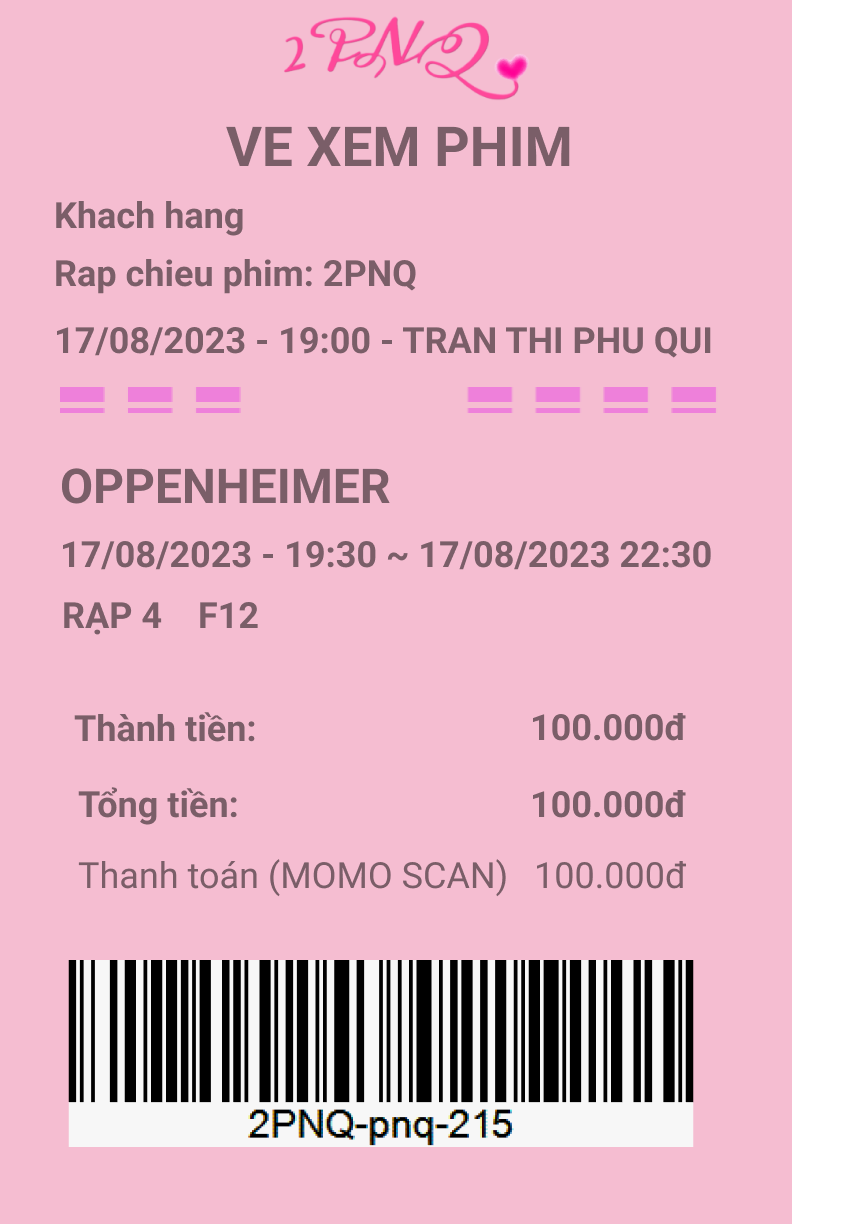 2PNQ
VE XEM PHIM
Khach hang
Rap chieu phim: 2PNQ
17/08/2023 - 19:00 - TRAN THI PHU QUI
OPPENHEIMER
17/08/2023 - 19:30 ~ 17/08/2023 22:30
RẠP 4 F12
Thành tiền: 100.000đ
Tổng tiền: 100.000đ
Thanh toán (MOMO SCAN) 100.000đ
2PNQ-pnq-215